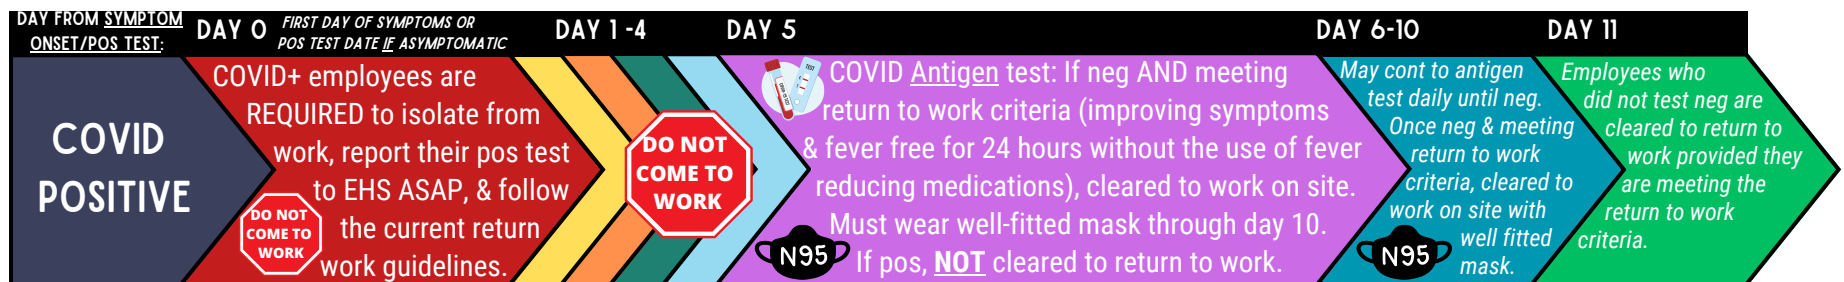 DAY FROM SYMPTOM
ONSET/POS TEST:
DAY 0
FIRST DAY OF SYMPTOMS OR
POS TEST DATE IF ASYMPTOMATIC
DAY 1-4
DAY 5
DAY 6-10
DAY 11
COVID
POSITIVE
COVID+ employees are
REQUIRED to isolate from
work, report their pos test
to EHS ASAP, & follow
the current return
work guidelines.
DO NOT
COME TO
WORK
DO NOT
COME TO
WORK
TEST
COVID Antigen test: If neg AND meeting
return to work criteria (improving symptoms
& fever free for 24 hours without the use of fever
reducing medications), cleared to work on site.
Must wear well-fitted mask through day 10.
If pos, NOT cleared to return to work.
N95
May cont to antigen
test daily until neg.
Once neg & meeting
return to work
criteria, cleared to
work on site with
well fitted
mask.
N95
Employees who
did not test neg are
cleared to return to
work provided they
are meeting the
return to work
criteria.